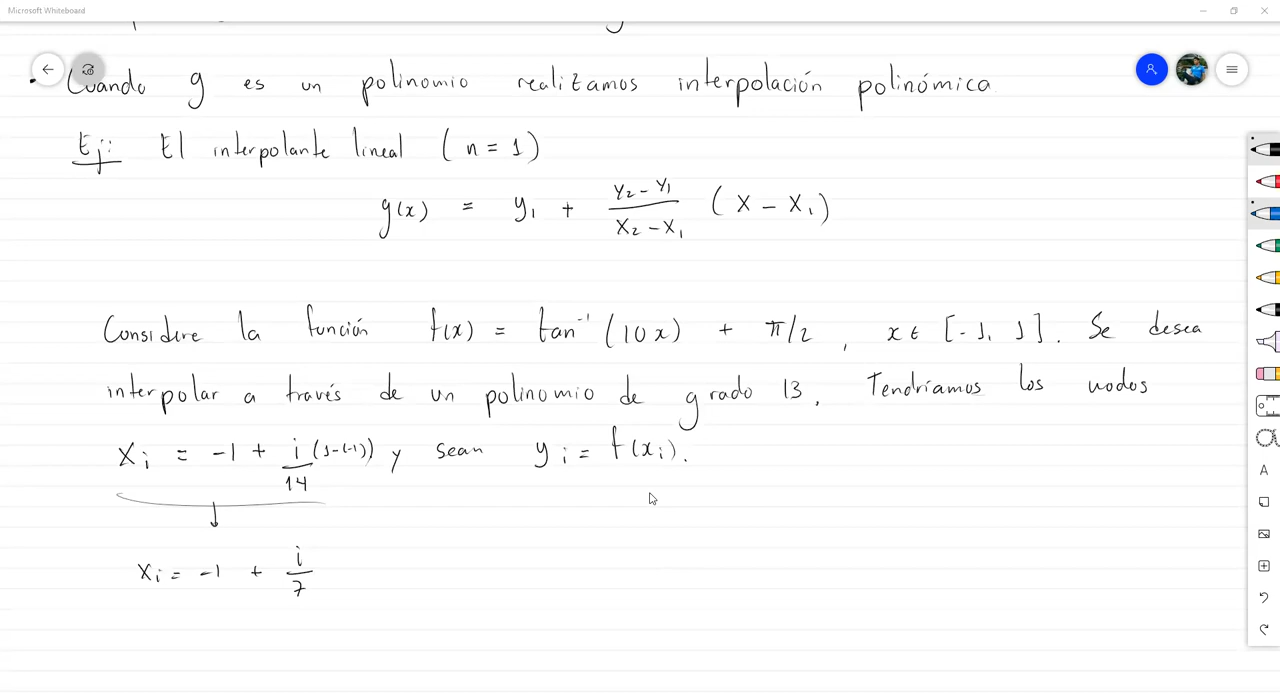 Microsoft Whiteboard
• Cuando g es un polinomio realizamos interpolación polinómica
Ej: El interpolante lineal (n = 1)
g(x) = y₁ + (y₂ - y₁)/(x₂ - x₁) (x - x₁)
Considere la función f(x) = tan⁻¹(10x) + π/2, x ∈ [-1, 1]. Se desea
interpolar a través de un polinomio de grado 13. Tendríamos los nodos
xᵢ = -1 + i/14 (1-(-1)) y sean yᵢ = f(xᵢ).
↓
xᵢ = -1 + i/7
A